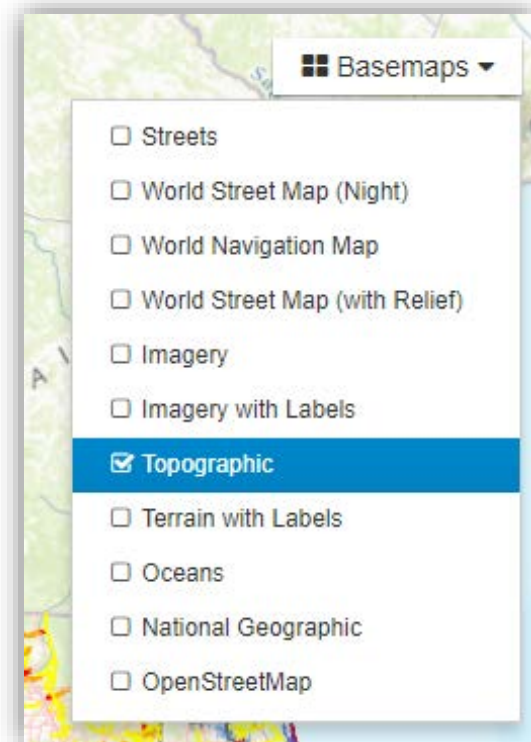 Basemaps
Streets
World Street Map (Night)
World Navigation Map
World Street Map (with Relief)
Imagery
Imagery with Labels
Topographic
Terrain with Labels
Oceans
National Geographic
OpenStreetMap